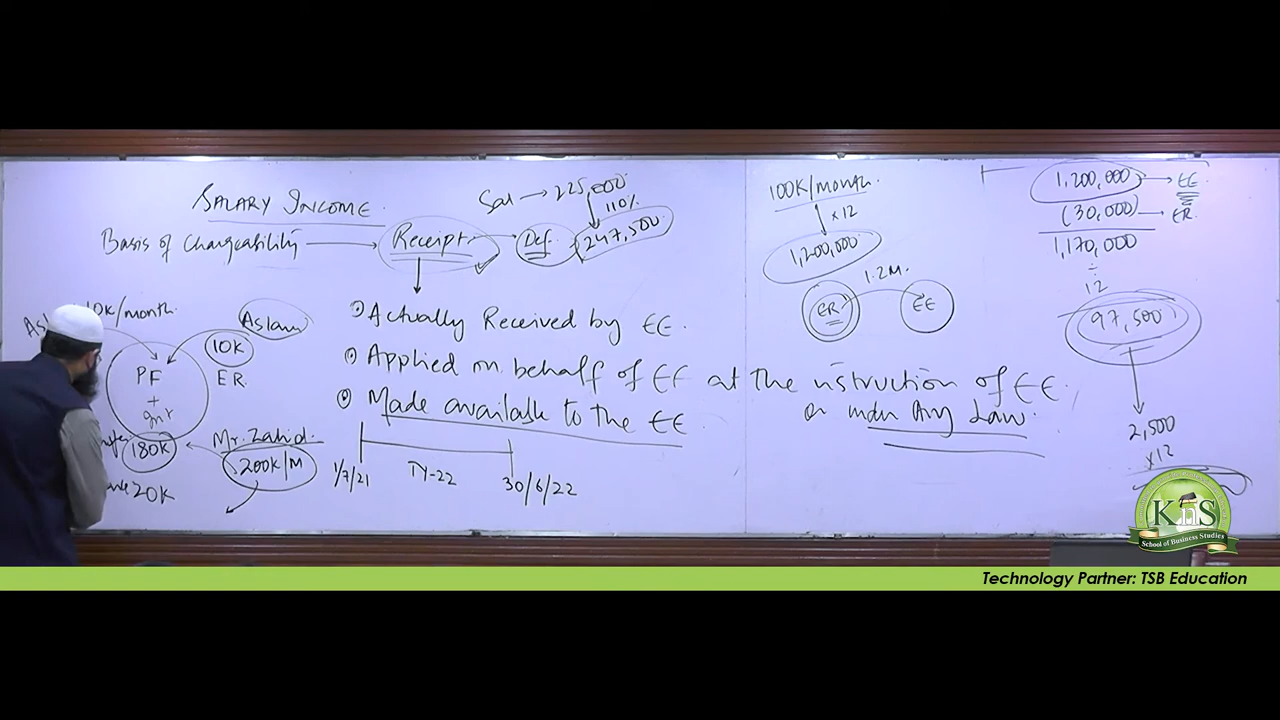 SALARY INCOME
Basis of Chargeability → Receipt → Def.
Sal → 225,000
110%
247,500
10K/month
Aslam
10K
ER.
PF
+
180K
20K
Mr. Zahid.
200K/M
Actually Received by EE.
Applied on behalf of EE at the instruction of EE
or under Any Law.
Made available to the EE
1/7/21
TY-22
30/6/22
100K/month
x12
1,200,000
1.2M.
ER
EE
1,200,000 → EE
(30,000) → ER
1,170,000
÷
12
97,500
2,500
x12
KnS
School of Business Studies
Technology Partner: TSB Education